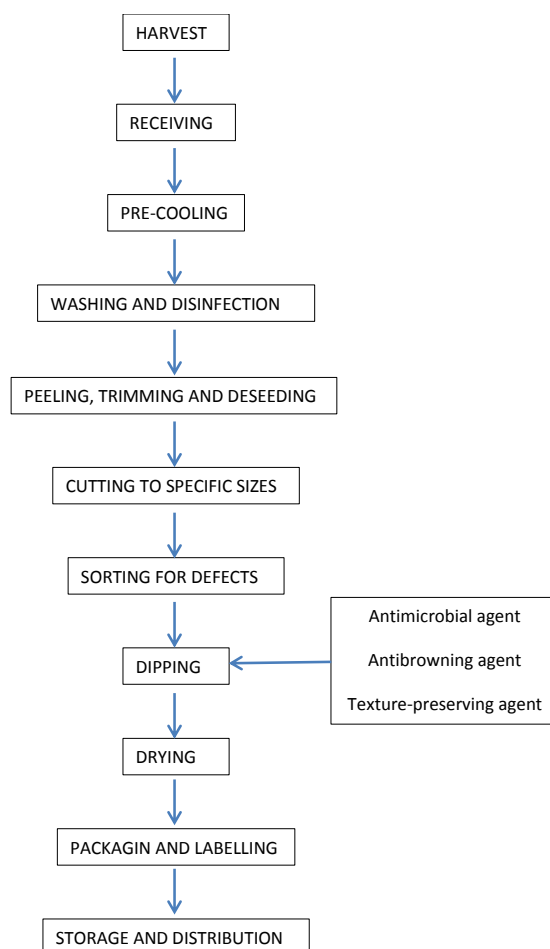 HARVEST
RECEIVING
PRE-COOLING
WASHING AND DISINFECTION
PEELING, TRIMMING AND DESEEDING
CUTTING TO SPECIFIC SIZES
SORTING FOR DEFECTS
DIPPING
Antimicrobial agent
Antibrowning agent
Texture-preserving agent
DRYING
PACKAGIN AND LABELLING
STORAGE AND DISTRIBUTION